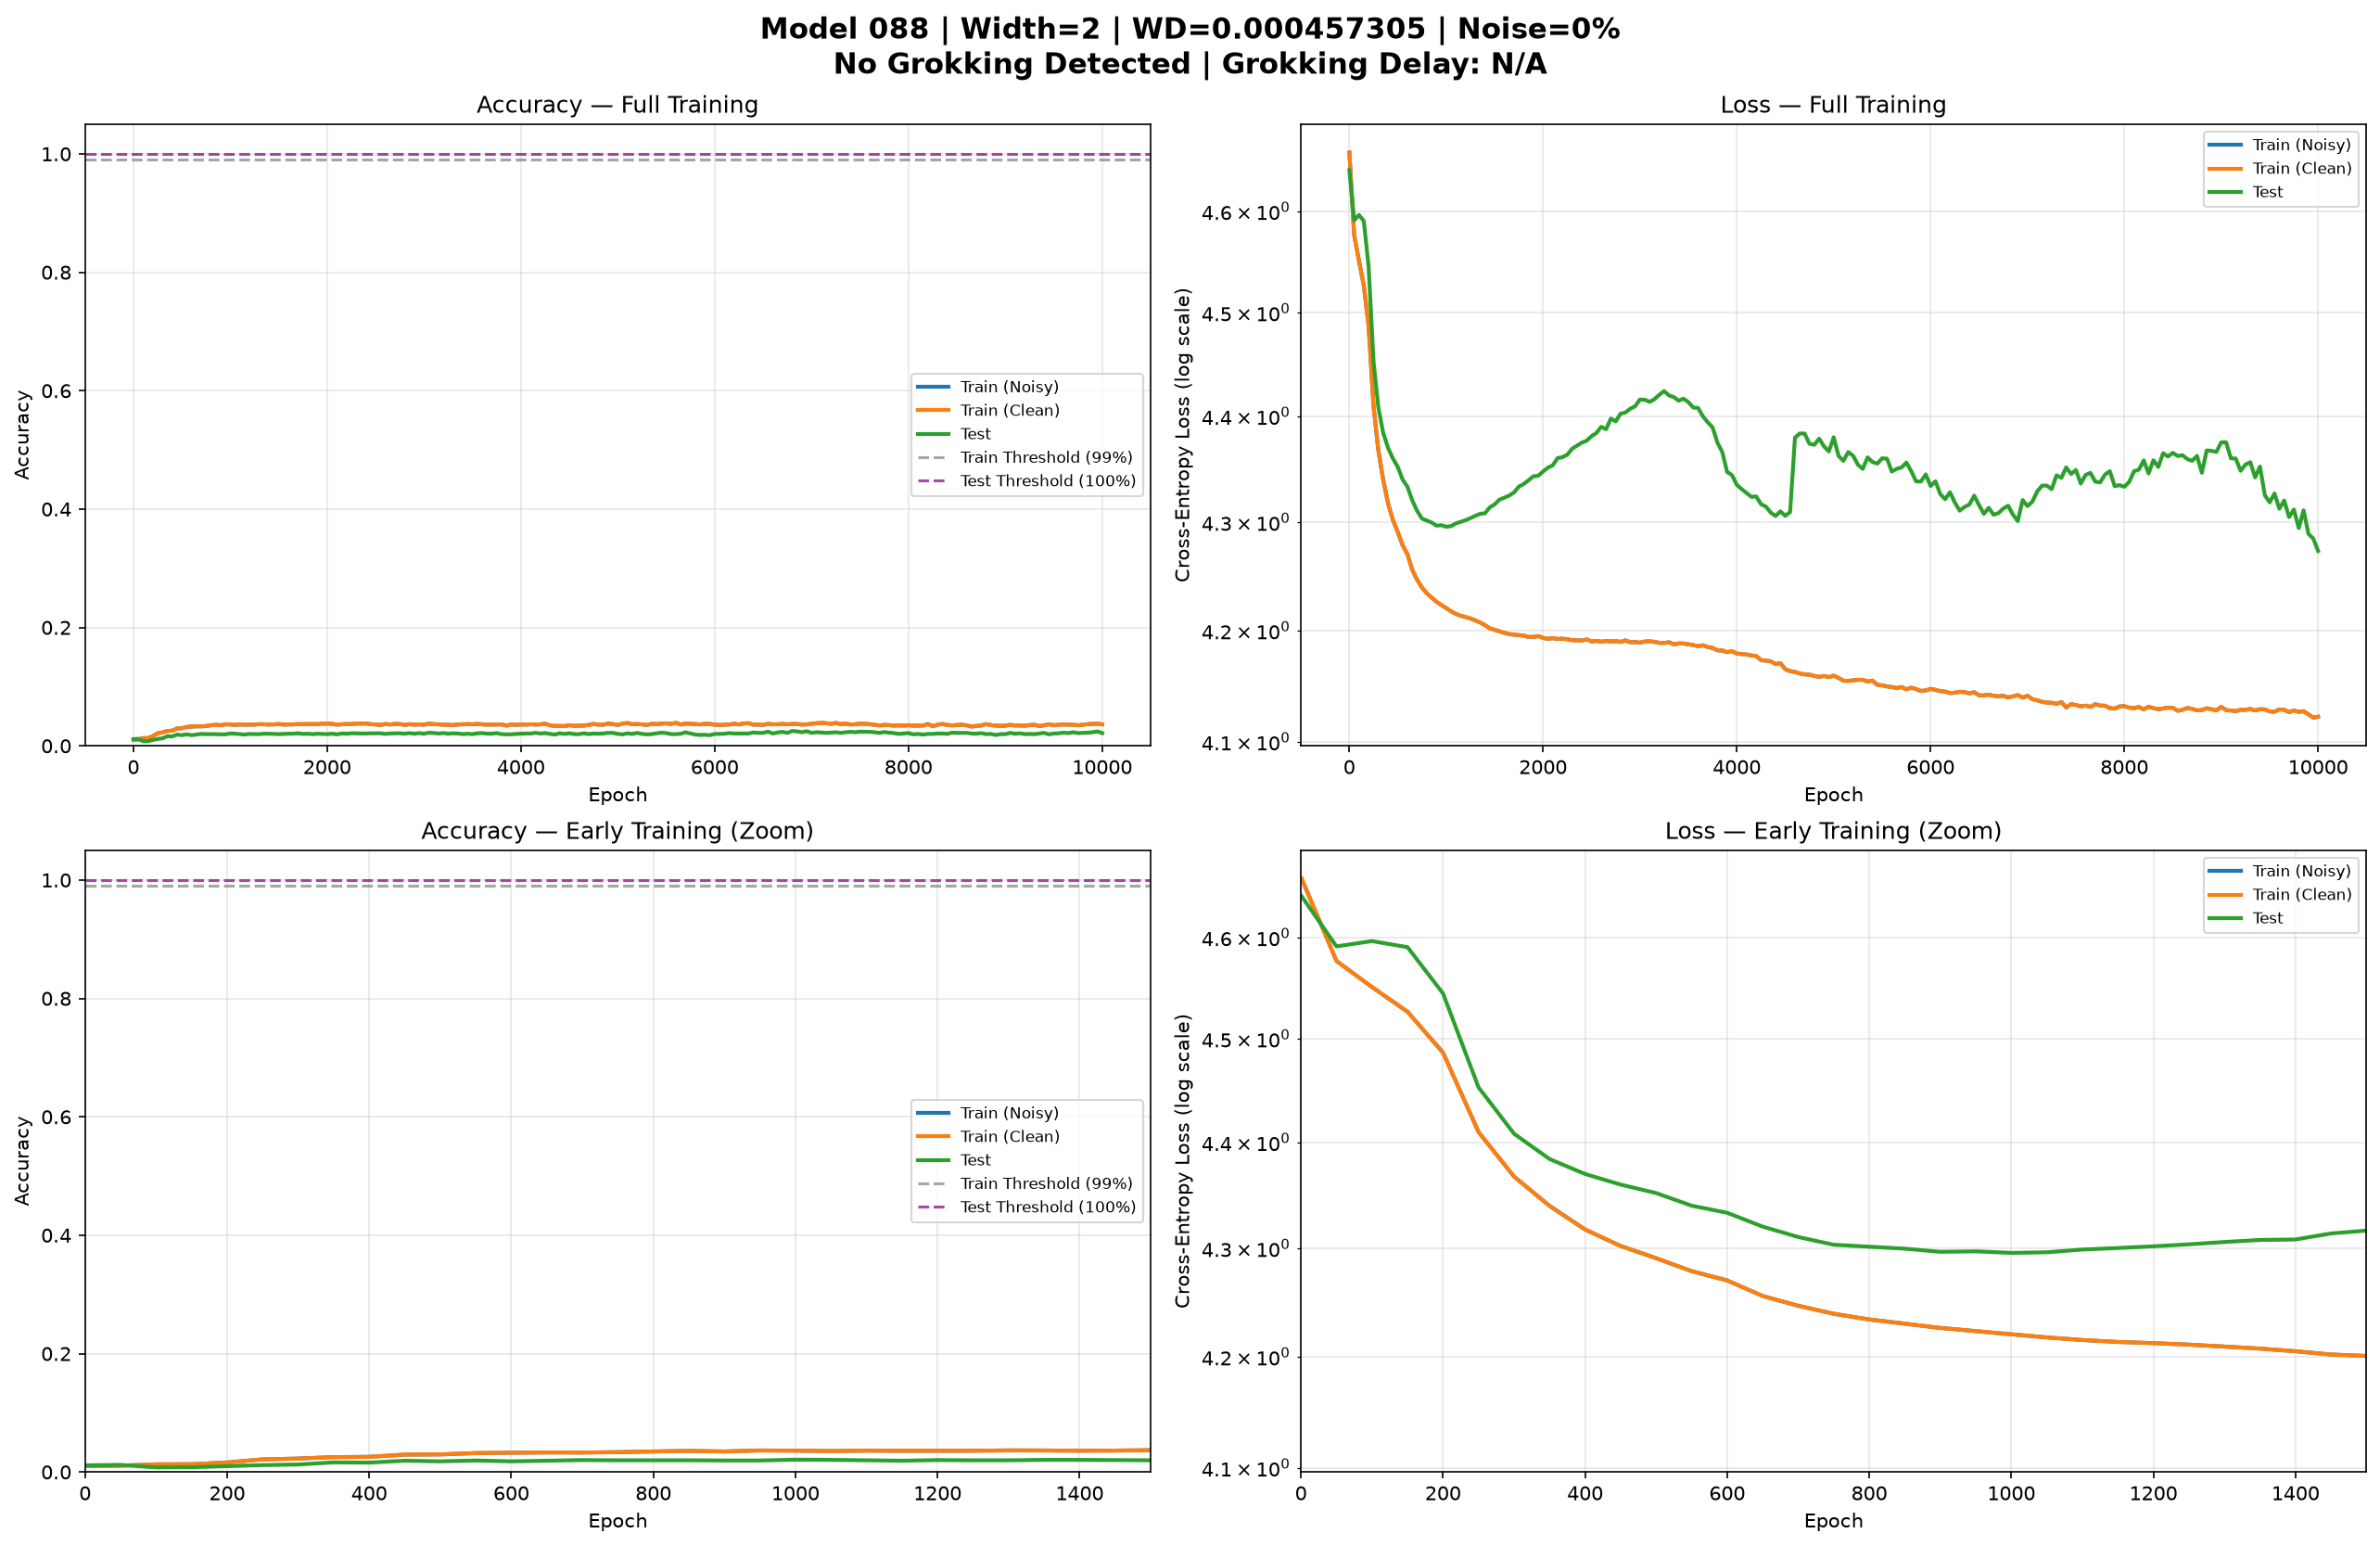 Model 088 | Width=2 | WD=0.000457305 | Noise=0%
No Grokking Detected | Grokking Delay: N/A
Accuracy — Full Training
Accuracy
1.0
0.8
0.6
0.4
0.2
0.0
Train (Noisy)
Train (Clean)
Test
Train Threshold (99%)
Test Threshold (100%)
0 2000 4000 6000 8000 10000
Epoch
Loss — Full Training
Cross-Entropy Loss (log scale)
4.6 × 10⁰
4.5 × 10⁰
4.4 × 10⁰
4.3 × 10⁰
4.2 × 10⁰
4.1 × 10⁰
Train (Noisy)
Train (Clean)
Test
0 2000 4000 6000 8000 10000
Epoch
Accuracy — Early Training (Zoom)
Accuracy
1.0
0.8
0.6
0.4
0.2
0.0
Train (Noisy)
Train (Clean)
Test
Train Threshold (99%)
Test Threshold (100%)
0 200 400 600 800 1000 1200 1400
Epoch
Loss — Early Training (Zoom)
Cross-Entropy Loss (log scale)
4.6 × 10⁰
4.5 × 10⁰
4.4 × 10⁰
4.3 × 10⁰
4.2 × 10⁰
4.1 × 10⁰
Train (Noisy)
Train (Clean)
Test
0 200 400 600 800 1000 1200 1400
Epoch